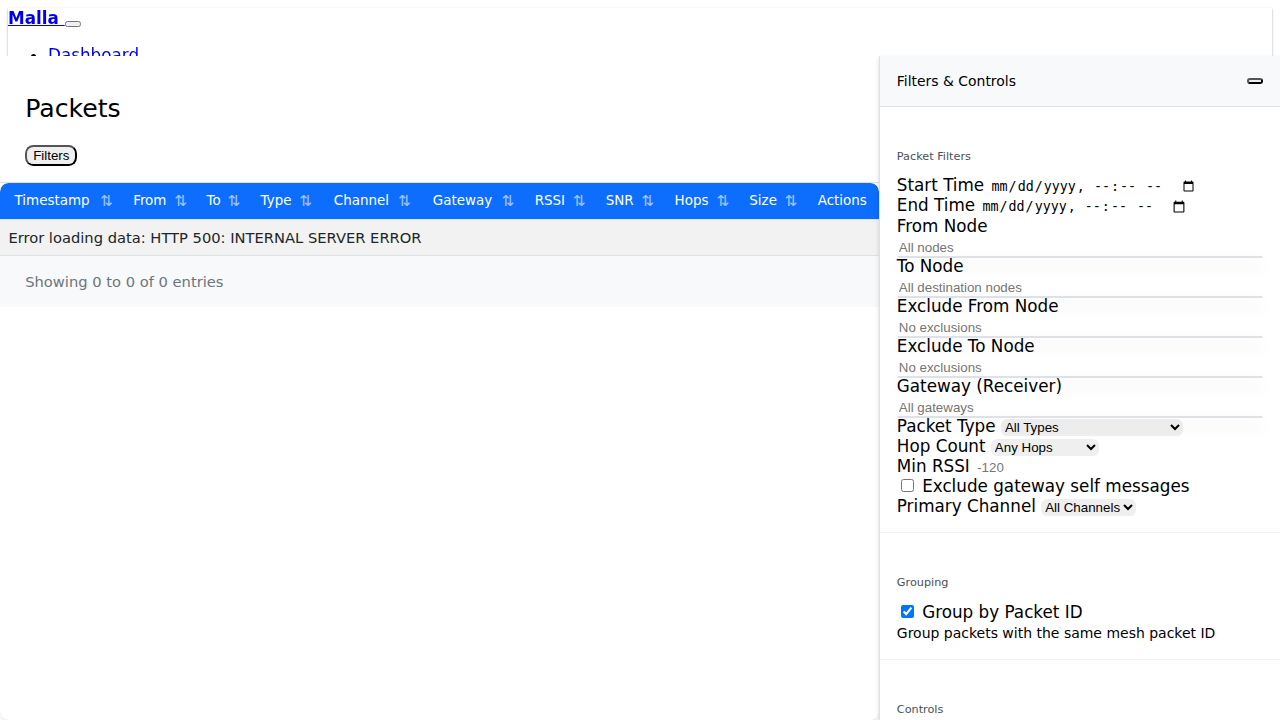 Malla
Dashboard
Packets
Filters
Timestamp ⇅ From ⇅ To ⇅ Type ⇅ Channel ⇅ Gateway ⇅ RSSI ⇅ SNR ⇅ Hops ⇅ Size ⇅ Actions
Error loading data: HTTP 500: INTERNAL SERVER ERROR
Showing 0 to 0 of 0 entries
Filters & Controls
Packet Filters
Start Time mm/dd/yyyy, --:-- --
End Time mm/dd/yyyy, --:-- --
From Node
All nodes
To Node
All destination nodes
Exclude From Node
No exclusions
Exclude To Node
No exclusions
Gateway (Receiver)
All gateways
Packet Type All Types
Hop Count Any Hops
Min RSSI -120
Exclude gateway self messages
Primary Channel All Channels
Grouping
Group by Packet ID
Group packets with the same mesh packet ID
Controls